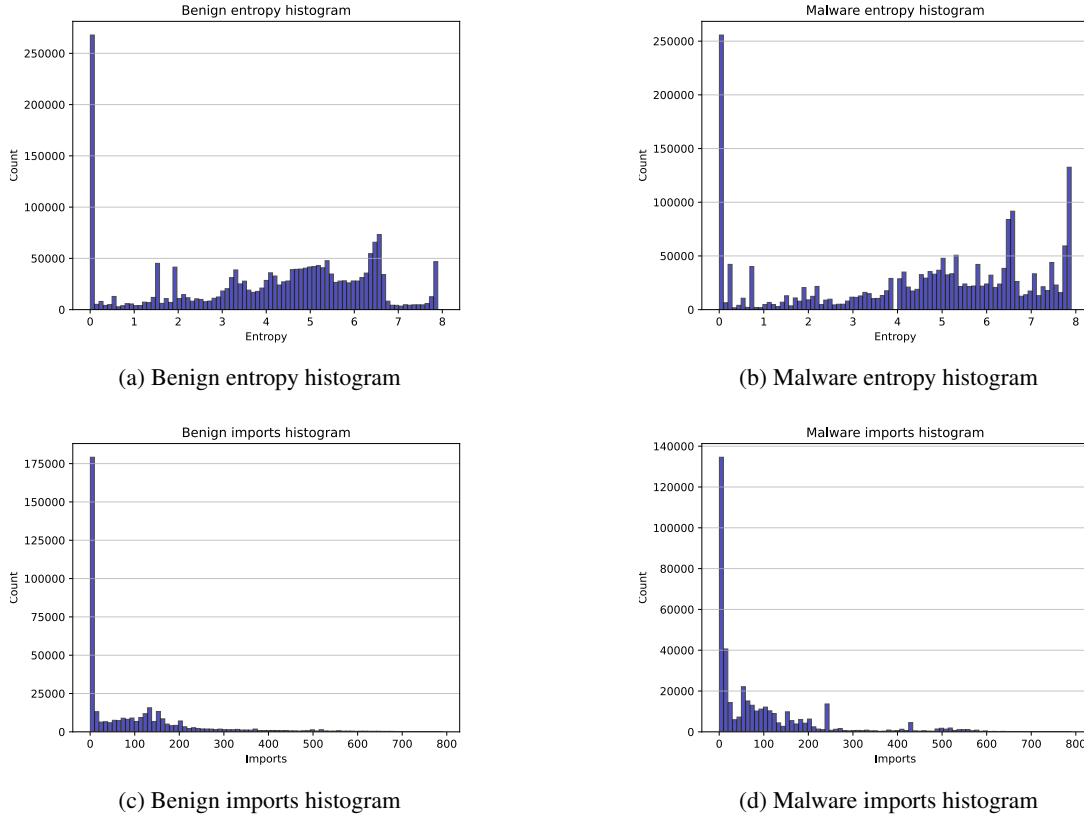 Benign entropy histogram
250000
200000
150000
100000
50000
0
Count
0 1 2 3 4 5 6 7 8
Entropy
(a) Benign entropy histogram
Malware entropy histogram
250000
200000
150000
100000
50000
0
Count
0 1 2 3 4 5 6 7 8
Entropy
(b) Malware entropy histogram
Benign imports histogram
175000
150000
125000
100000
75000
50000
25000
0
Count
0 100 200 300 400 500 600 700 800
Imports
(c) Benign imports histogram
Malware imports histogram
140000
120000
100000
80000
60000
40000
20000
0
Count
0 100 200 300 400 500 600 700 800
Imports
(d) Malware imports histogram